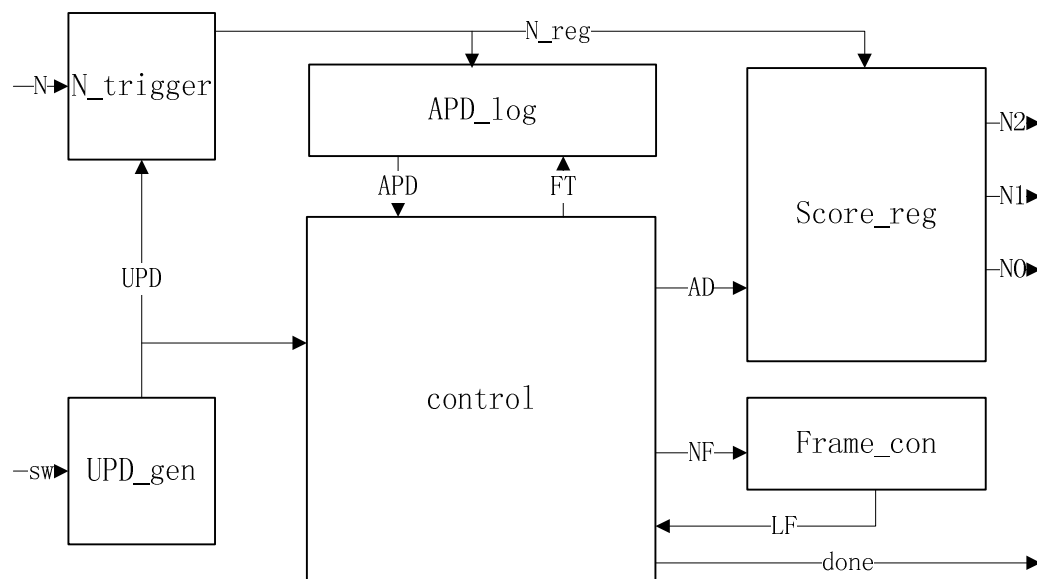 N_reg
N
N_trigger
APD_log
N2
APD
FT
N1
Score_reg
UPD
N0
AD
control
NF
Frame_con
sw
UPD_gen
LF
done